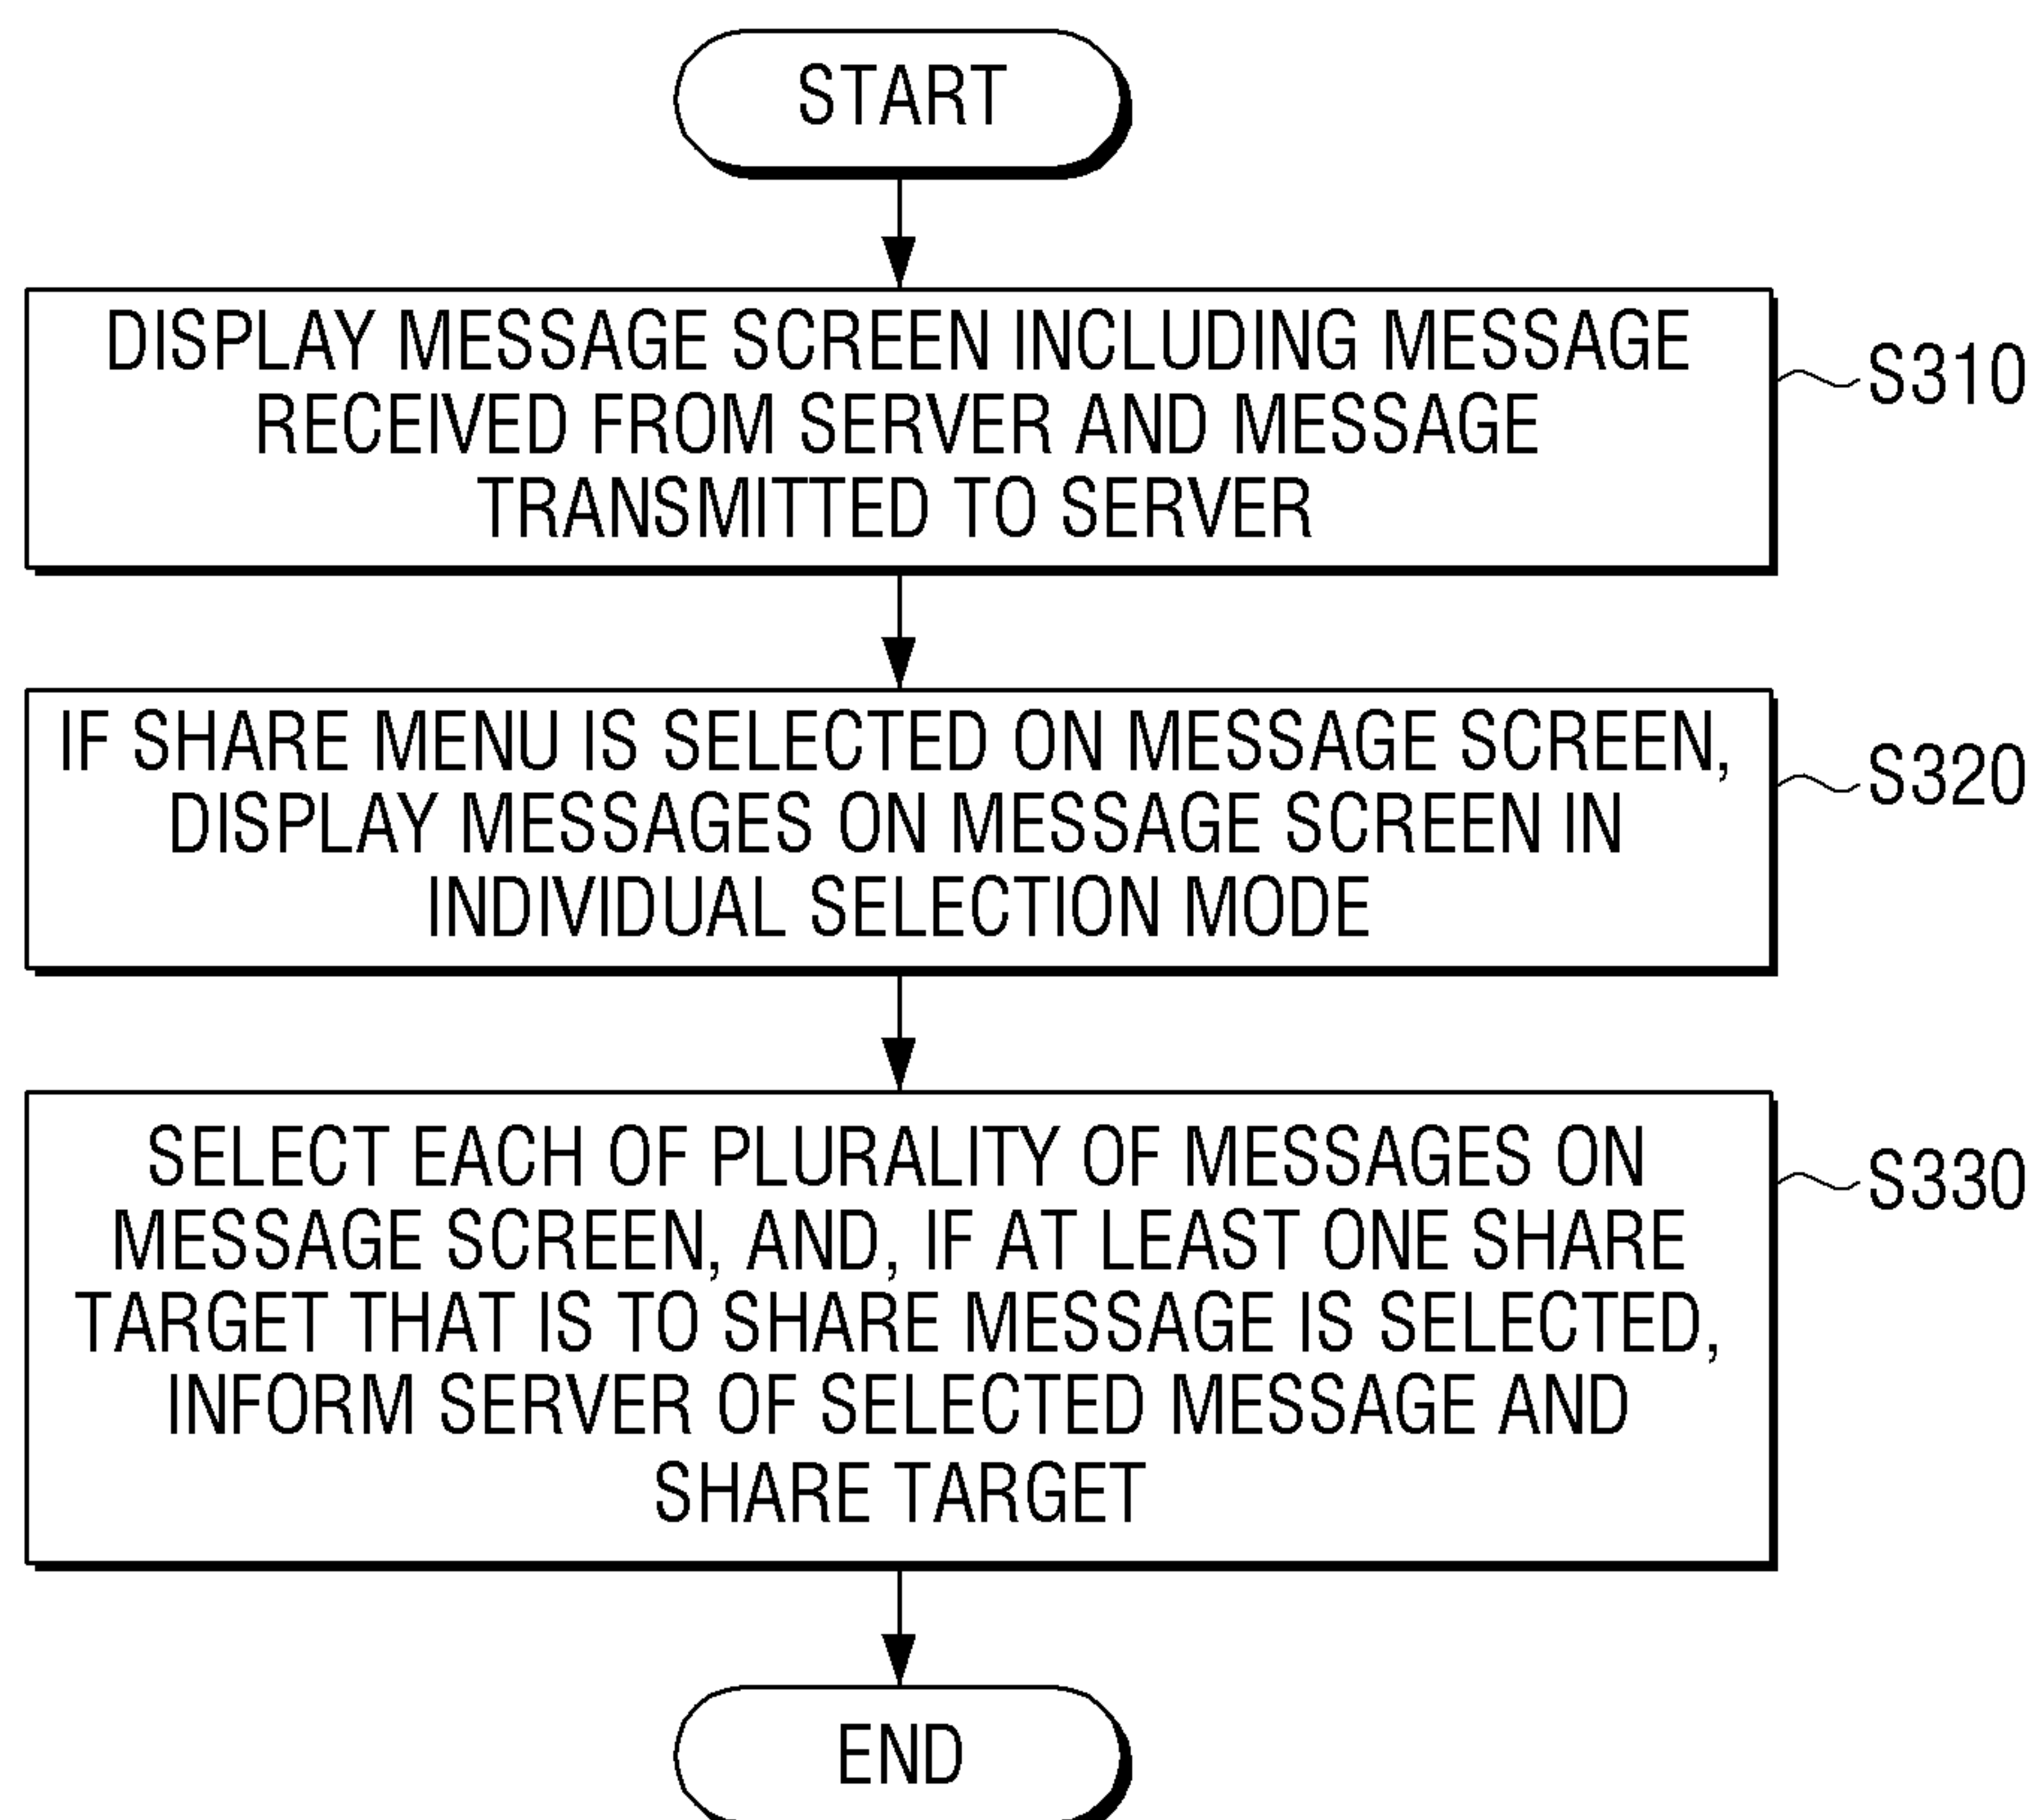 START
DISPLAY MESSAGE SCREEN INCLUDING MESSAGE
RECEIVED FROM SERVER AND MESSAGE
TRANSMITTED TO SERVER
S310
IF SHARE MENU IS SELECTED ON MESSAGE SCREEN,
DISPLAY MESSAGES ON MESSAGE SCREEN IN
INDIVIDUAL SELECTION MODE
S320
SELECT EACH OF PLURALITY OF MESSAGES ON
MESSAGE SCREEN, AND, IF AT LEAST ONE SHARE
TARGET THAT IS TO SHARE MESSAGE IS SELECTED,
INFORM SERVER OF SELECTED MESSAGE AND
SHARE TARGET
S330
END